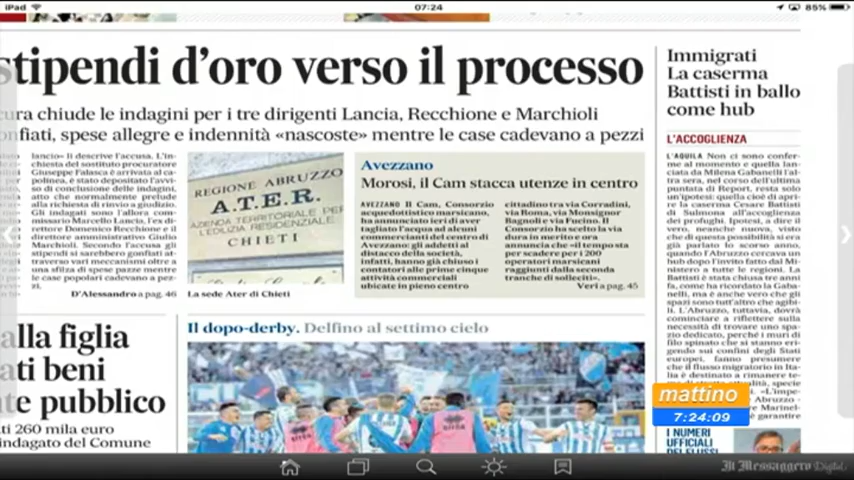 iPad
07:24
85%
stipendi d'oro verso il processo
cura chiude le indagini per i tre dirigenti Lancia, Recchione e Marchioli
onfiati, spese allegre e indennità «nascoste» mentre le case cadevano a pezzi
lancio» li descrive l'accusa. L'in-
chiesta del sostituto procuratore
Giuseppe Falasca è arrivata al ca-
polinea, è stato depositato l'avvi-
so di conclusione delle indagini,
atto che normalmente prelude
alla richiesta di rinvio a giudizio.
Gli indagati sono l'allora com-
missario Marcello Lancia, l'ex di-
rettore Domenico Recchione e il
direttore amministrativo Giulio
Marchioli. Secondo l'accusa gli
stipendi si sarebbero gonfiati at-
traverso vari meccanismi oltre a
una sfilza di spese pazze mentre
le case popolari cadevano a pez-
zi.
D'Alessandro a pag. 46
REGIONE ABRUZZO
A.T.E.R.
AZIENDA TERRITORIALE PER
L'EDILIZIA RESIDENZIALE
CHIETI
La sede Ater di Chieti
Avezzano
Morosi, il Cam stacca utenze in centro
AVEZZANO Il Cam, Consorzio
acquedottistico marsicano,
ha annunciato ieri di aver
tagliato l'acqua ad alcuni
commercianti del centro di
Avezzano: gli addetti al
distacco della società,
infatti, hanno già chiuso i
contatori alle prime cinque
attività commerciali
ubicate in pieno centro
cittadino tra via Corradini,
via Roma, via Monsignor
Bagnoli e via Fucino. Il
Consorzio ha scelto la via
dura in merito e ora
annuncia che «il tempo sta
per scadere per i 200
operatori marsicani
raggiunti dalla seconda
tranche di solleciti».
Veri a pag. 45
Immigrati
La caserma
Battisti in ballo
come hub
L'ACCOGLIENZA
L'AQUILA Non ci sono confer-
me al momento e quella lan-
ciata da Milena Gabanelli l'al-
tra sera, nel corso dell'ultima
puntata di Report, resta solo
un'ipotesi: quella cioè di apri-
re la caserma Cesare Battisti
di Sulmona all'accoglienza
dei profughi. Ipotesi, a dire il
vero, neanche nuova, visto
che di questa possibilità si era
già parlato lo scorso anno,
quando l'Abruzzo cercava un
hub dopo l'invito fatto dal Mi-
nistero a tutte le regioni. La
Battisti è stata chiusa tre anni
fa, come ha ricordato la Gaba-
nelli, ma è anche vero che gli
spazi sono tutt'altro che agibi-
li. L'Abruzzo, tuttavia, dovrà
cominciare a riflettere sulla
necessità di trovare uno spa-
zio dedicato, perché i muri di
filo spinato che si stanno eri-
gendo sui confini degli Stati
europei, fanno presumere
che il flusso migratorio in Ita-
lia è destinato a rimanere te-
specie
«L'impe-
Abruzzo -
Marinel-
garantire
I NUMERI
UFFICIALI
DEI FLUSSI
alla figlia
ati beni
te pubblico
ati 260 mila euro
indagato del Comune
Il dopo-derby. Delfino al settimo cielo
mattino
7:24:09
Il Messaggero Digital